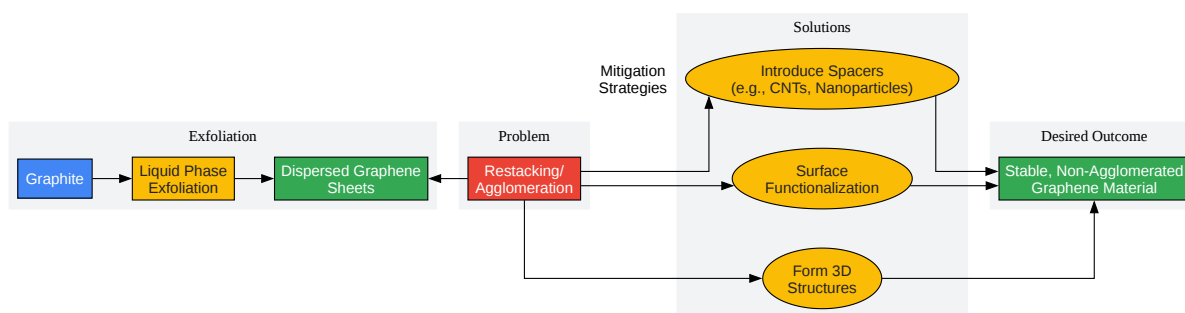 Exfoliation
Graphite
Liquid Phase
Exfoliation
Dispersed Graphene
Sheets
Problem
Restacking/
Agglomeration
Mitigation
Strategies
Solutions
Introduce Spacers
(e.g., CNTs, Nanoparticles)
Surface
Functionalization
Form 3D
Structures
Desired Outcome
Stable, Non-Agglomerated
Graphene Material